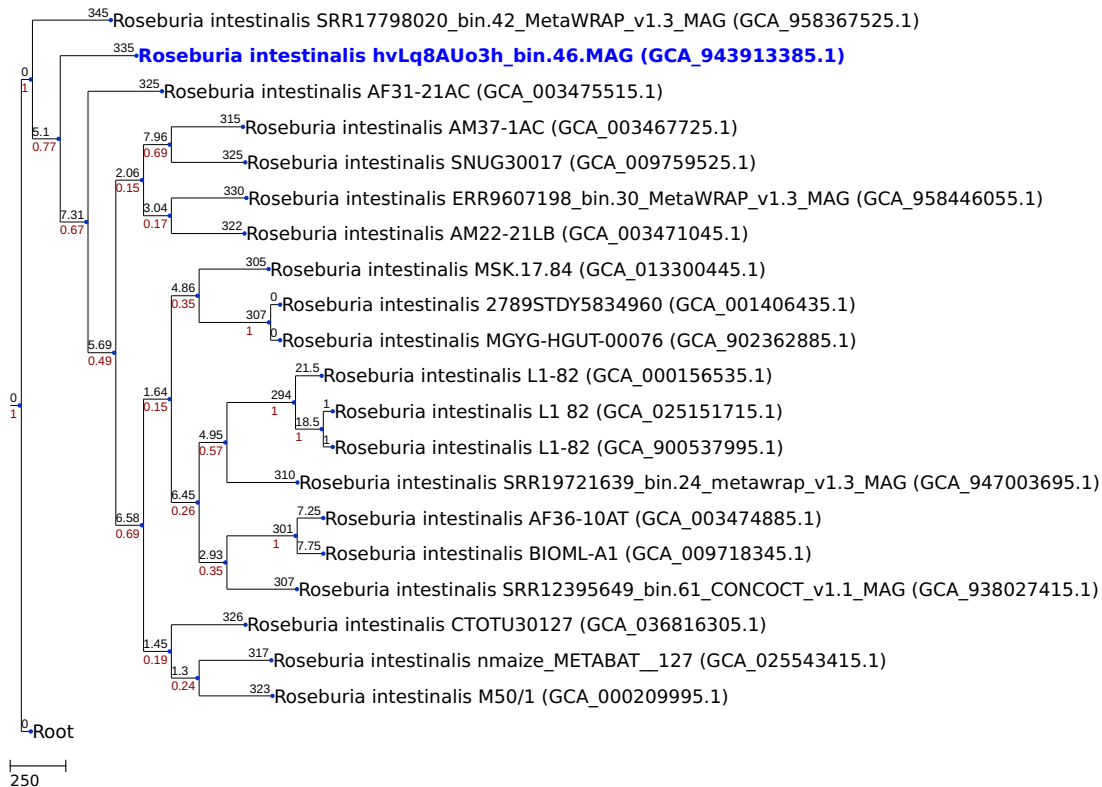 345 Roseburia intestinalis SRR17798020_bin.42_MetaWRAP_v1.3_MAG (GCA_958367525.1)
335 Roseburia intestinalis hvLq8AUo3h_bin.46.MAG (GCA_943913385.1)
0
1
325 Roseburia intestinalis AF31-21AC (GCA_003475515.1)
315 Roseburia intestinalis AM37-1AC (GCA_003467725.1)
5.1
0.77
7.96
0.69
325 Roseburia intestinalis SNUG30017 (GCA_009759525.1)
2.06
0.15
330 Roseburia intestinalis ERR9607198_bin.30_MetaWRAP_v1.3_MAG (GCA_958446055.1)
7.31
0.67
3.04
0.17
322 Roseburia intestinalis AM22-21LB (GCA_003471045.1)
305 Roseburia intestinalis MSK.17.84 (GCA_013300445.1)
4.86
0.35
0 Roseburia intestinalis 2789STDY5834960 (GCA_001406435.1)
307
1
0 Roseburia intestinalis MGYG-HGUT-00076 (GCA_902362885.1)
5.69
0.49
21.5 Roseburia intestinalis L1-82 (GCA_000156535.1)
1.64
0.15
294
1
1 Roseburia intestinalis L1 82 (GCA_025151715.1)
0
1
18.5
1
1 Roseburia intestinalis L1-82 (GCA_900537995.1)
4.95
0.57
310 Roseburia intestinalis SRR19721639_bin.24_metawrap_v1.3_MAG (GCA_947003695.1)
6.45
0.26
7.25 Roseburia intestinalis AF36-10AT (GCA_003474885.1)
6.58
0.69
301
1
7.75 Roseburia intestinalis BIOML-A1 (GCA_009718345.1)
2.93
0.35
307 Roseburia intestinalis SRR12395649_bin.61_CONCOCT_v1.1_MAG (GCA_938027415.1)
326 Roseburia intestinalis CTOTU30127 (GCA_036816305.1)
1.45
0.19
317 Roseburia intestinalis nmaize_METABAT__127 (GCA_025543415.1)
1.3
0.24
323 Roseburia intestinalis M50/1 (GCA_000209995.1)
0 Root
250